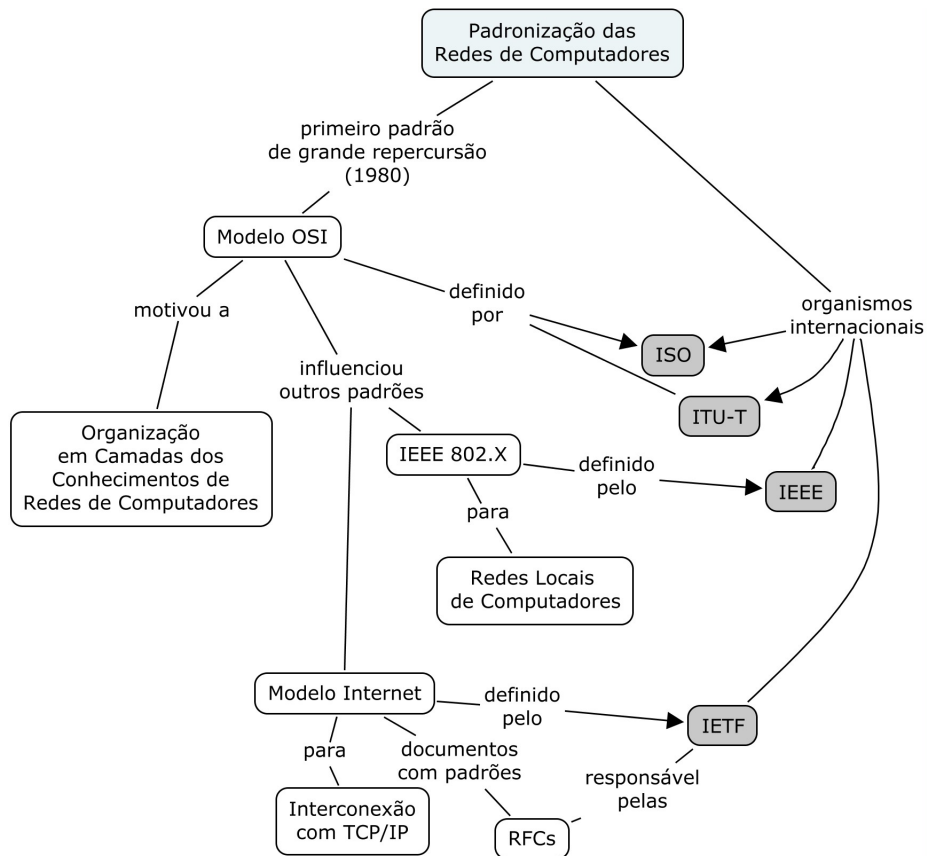 Padronização das
Redes de Computadores
primeiro padrão
de grande repercursão
(1980)
Modelo OSI
motivou a
definido
por
organismos
internacionais
ISO
influenciou
outros padrões
ITU-T
Organização
em Camadas dos
Conhecimentos de
Redes de Computadores
IEEE 802.X
definido
pelo
IEEE
para
Redes Locais
de Computadores
Modelo Internet
definido
pelo
IETF
para
documentos
com padrões
responsável
pelas
Interconexão
com TCP/IP
RFCs